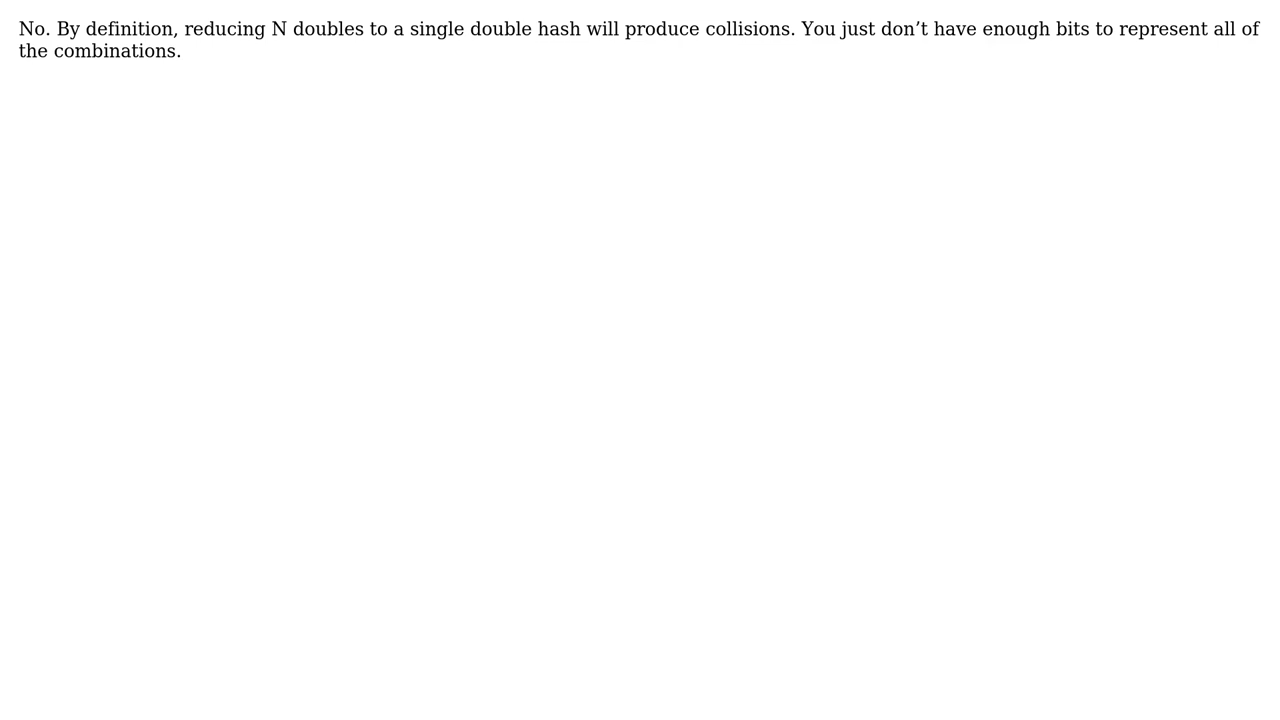 No. By definition, reducing N doubles to a single double hash will produce collisions. You just don’t have enough bits to represent all of
the combinations.